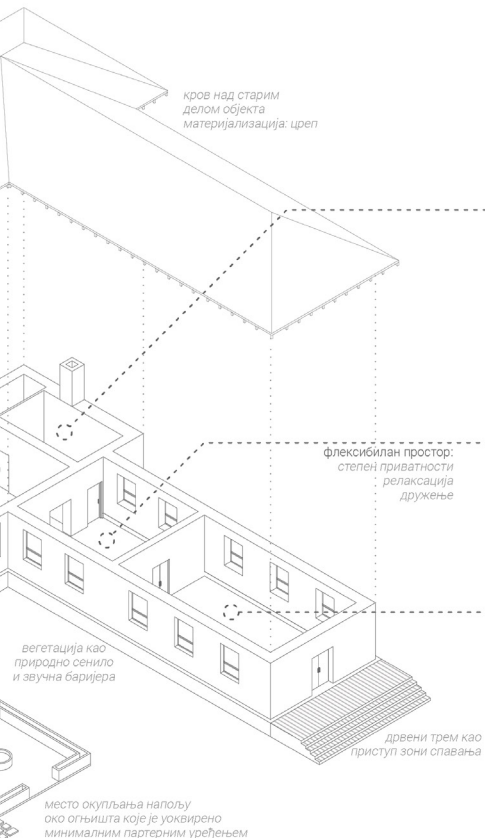 кров над старим
делом објекта
материјализација: цреп
флексибилан простор:
степен приватности
релаксација
дружење
вегетација као
природно сенило
и звучна баријера
дрвени трем као
приступ зони спавања
место окупљања напољу
око огњишта које је уоквирено
минималним партерним уређењем